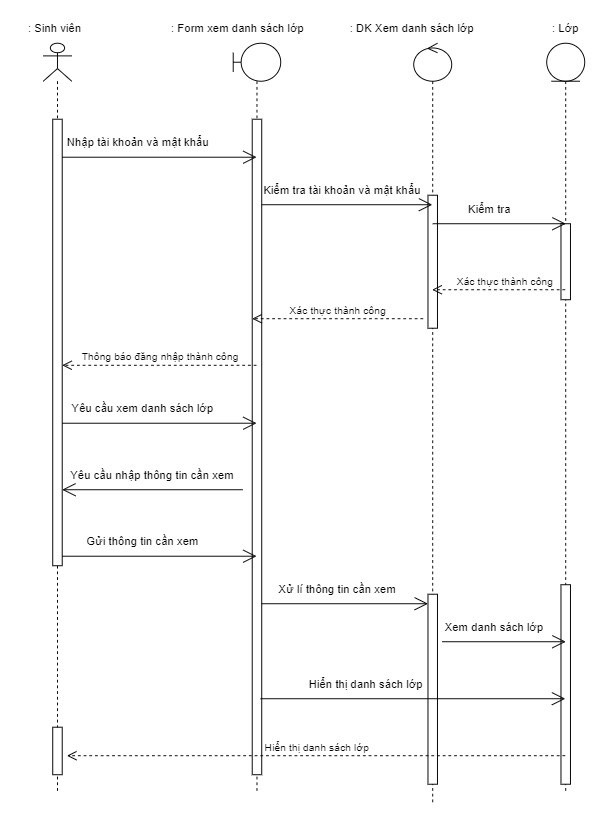 : Sinh viên
: Form xem danh sách lớp
: DK Xem danh sách lớp
: Lớp
Nhập tài khoản và mật khẩu
Kiểm tra tài khoản và mật khẩu
Kiểm tra
Xác thực thành công
Xác thực thành công
Thông báo đăng nhập thành công
Yêu cầu xem danh sách lớp
Yêu cầu nhập thông tin cần xem
Gửi thông tin cần xem
Xử lí thông tin cần xem
Xem danh sách lớp
Hiển thị danh sách lớp
Hiển thị danh sách lớp